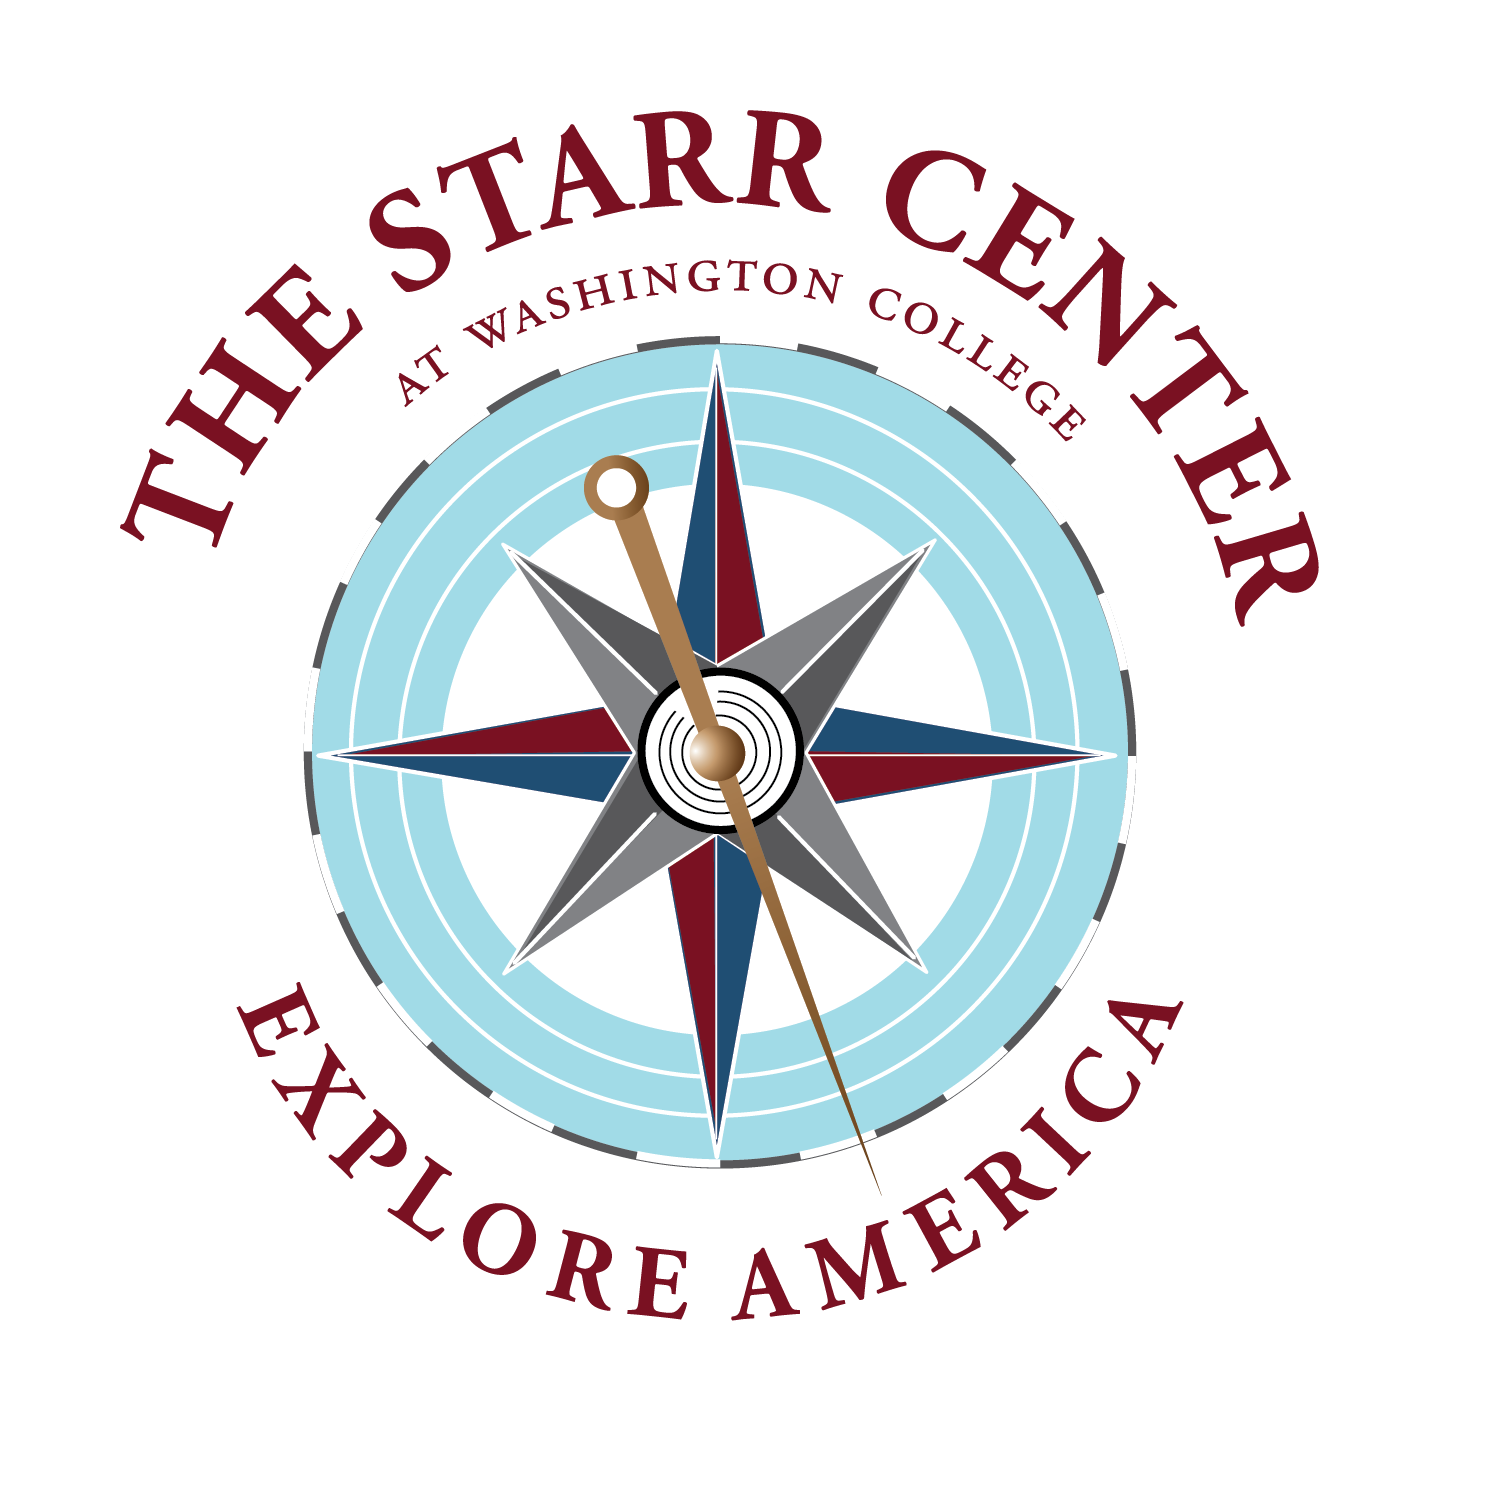 THE STARR CENTER
AT WASHINGTON COLLEGE
EXPLORE AMERICA